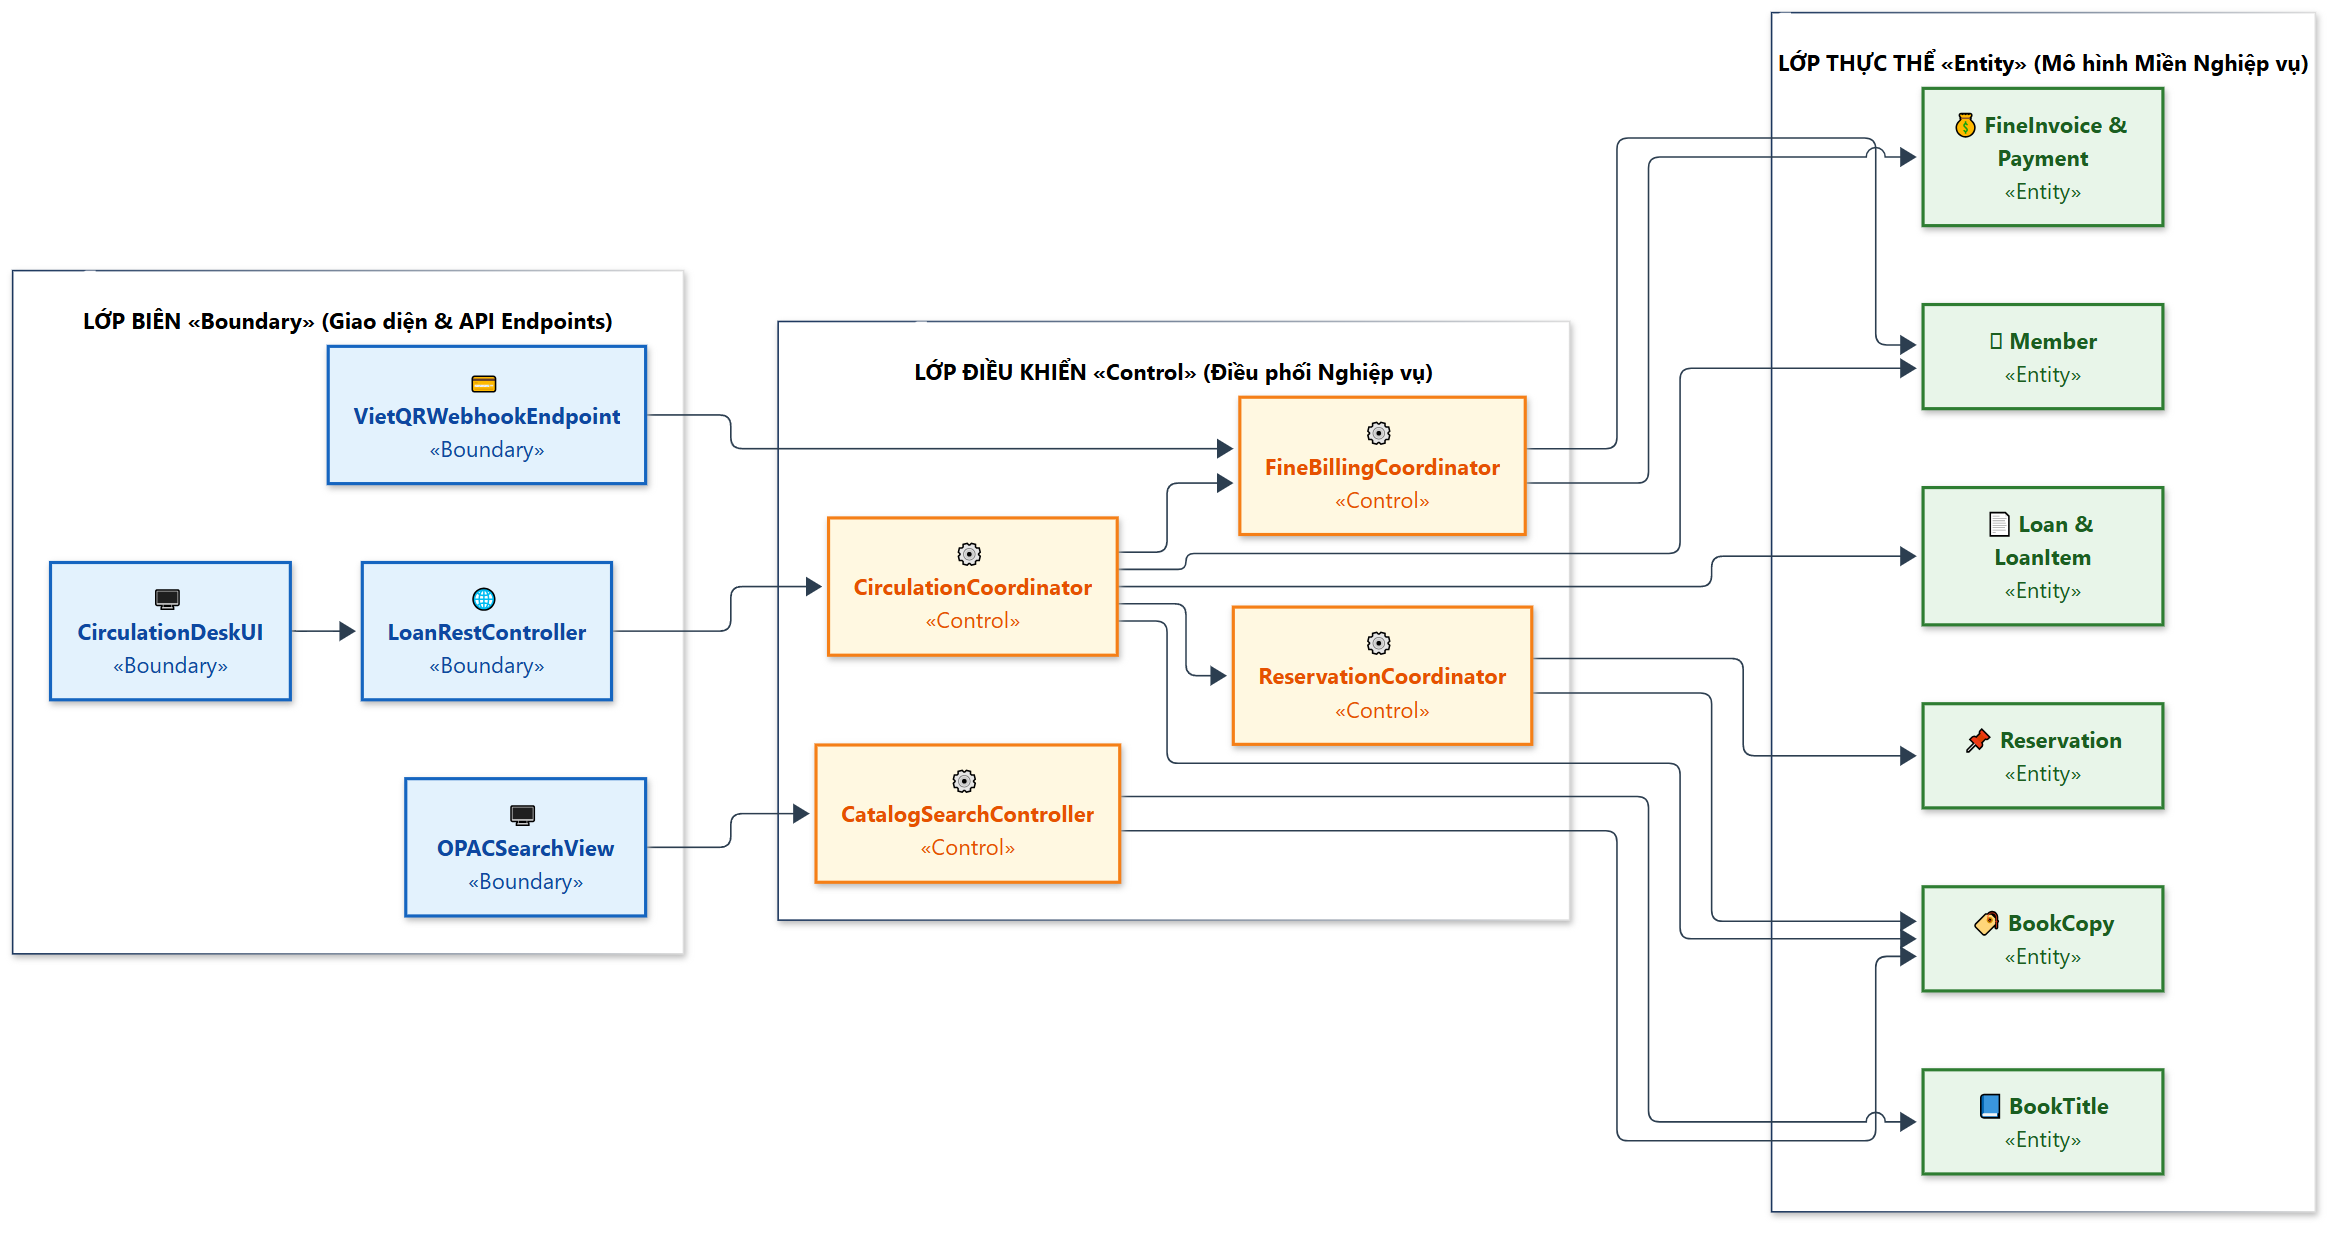 LỚP BIÊN «Boundary» (Giao diện & API Endpoints)
VietQRWebhookEndpoint
«Boundary»
CirculationDeskUI
«Boundary»
LoanRestController
«Boundary»
OPACSearchView
«Boundary»
LỚP ĐIỀU KHIỂN «Control» (Điều phối Nghiệp vụ)
FineBillingCoordinator
«Control»
CirculationCoordinator
«Control»
ReservationCoordinator
«Control»
CatalogSearchController
«Control»
LỚP THỰC THỂ «Entity» (Mô hình Miền Nghiệp vụ)
FineInvoice &
Payment
«Entity»
Member
«Entity»
Loan &
LoanItem
«Entity»
Reservation
«Entity»
BookCopy
«Entity»
BookTitle
«Entity»